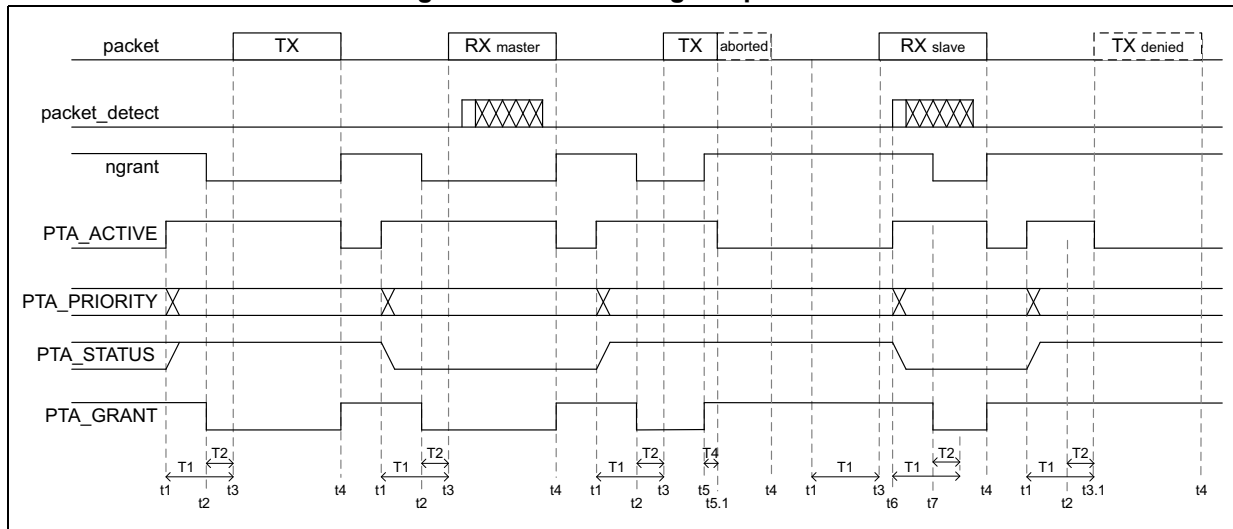 packet TX RX master TX aborted RX slave TX denied
packet_detect
ngrant
PTA_ACTIVE
PTA_PRIORITY
PTA_STATUS
PTA_GRANT
T2 T2 T2 T4 T2 T2
T1 T1 T1 T1 T1 T1
t1 t3 t4 t1 t3 t4 t1 t3 t5 t4 t1 t3 t4 t1 t3.1 t4
t2 t2 t2 t5.1 t6 t7 t2